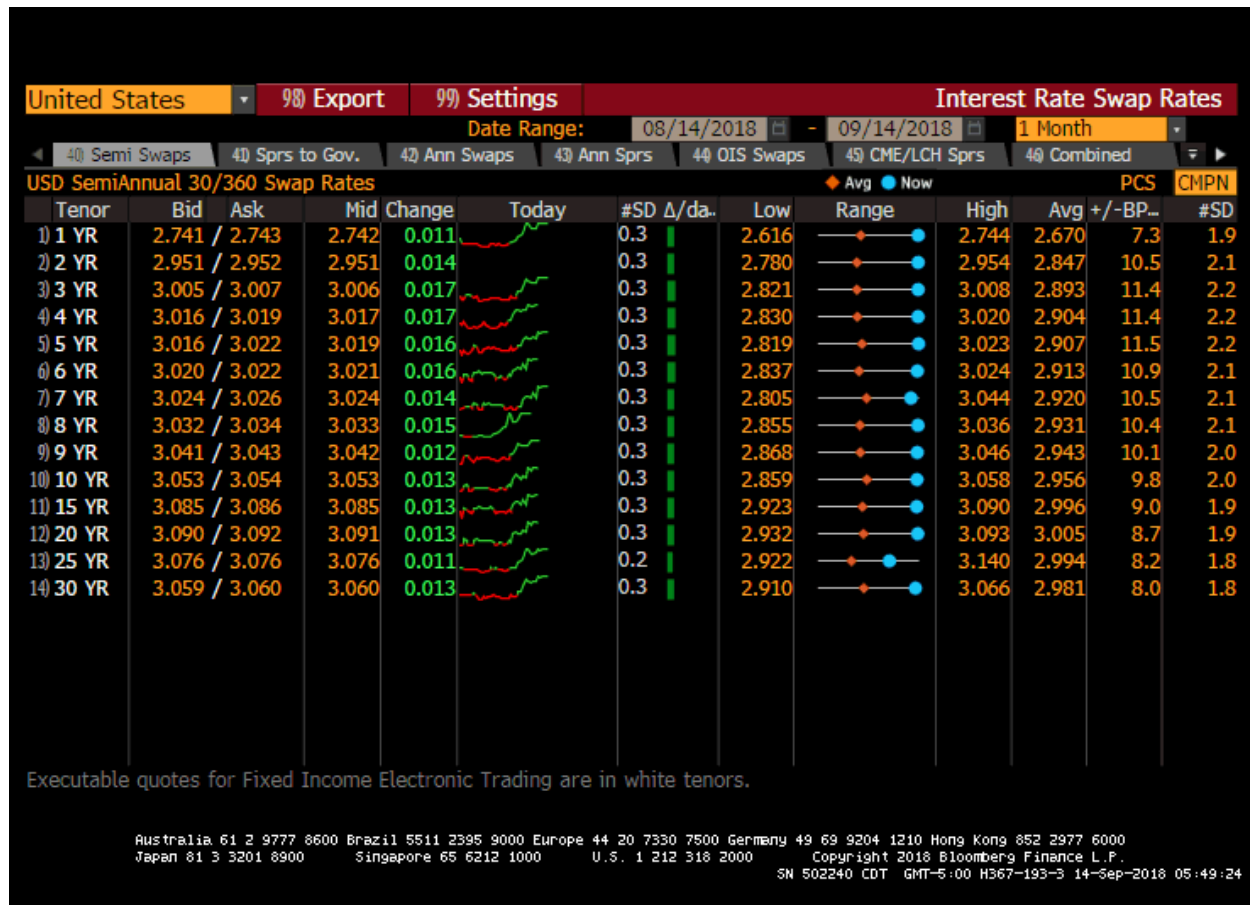 United States 98) Export 99) Settings Interest Rate Swap Rates
Date Range: 08/14/2018 - 09/14/2018 1 Month
40) Semi Swaps 41) Sprs to Gov. 42) Ann Swaps 43) Ann Sprs 44) OIS Swaps 45) CME/LCH Sprs 46) Combined
USD SemiAnnual 30/360 Swap Rates Avg Now PCS CMPN
Tenor Bid Ask Mid Change Today #SD Δ/da.. Low Range High Avg +/-BP... #SD
1) 1 YR 2.741 / 2.743 2.742 0.011 0.3 2.616 2.744 2.670 7.3 1.9
2) 2 YR 2.951 / 2.952 2.951 0.014 0.3 2.780 2.954 2.847 10.5 2.1
3) 3 YR 3.005 / 3.007 3.006 0.017 0.3 2.821 3.008 2.893 11.4 2.2
4) 4 YR 3.016 / 3.019 3.017 0.017 0.3 2.830 3.020 2.904 11.4 2.2
5) 5 YR 3.016 / 3.022 3.019 0.016 0.3 2.819 3.023 2.907 11.5 2.2
6) 6 YR 3.020 / 3.022 3.021 0.016 0.3 2.837 3.024 2.913 10.9 2.1
7) 7 YR 3.024 / 3.026 3.024 0.014 0.3 2.805 3.044 2.920 10.5 2.1
8) 8 YR 3.032 / 3.034 3.033 0.015 0.3 2.855 3.036 2.931 10.4 2.1
9) 9 YR 3.041 / 3.043 3.042 0.012 0.3 2.868 3.046 2.943 10.1 2.0
10) 10 YR 3.053 / 3.054 3.053 0.013 0.3 2.859 3.058 2.956 9.8 2.0
11) 15 YR 3.085 / 3.086 3.085 0.013 0.3 2.923 3.090 2.996 9.0 1.9
12) 20 YR 3.090 / 3.092 3.091 0.013 0.3 2.932 3.093 3.005 8.7 1.9
13) 25 YR 3.076 / 3.076 3.076 0.011 0.2 2.922 3.140 2.994 8.2 1.8
14) 30 YR 3.059 / 3.060 3.060 0.013 0.3 2.910 3.066 2.981 8.0 1.8
Executable quotes for Fixed Income Electronic Trading are in white tenors.
Australia 61 2 9777 8600 Brazil 5511 2395 9000 Europe 44 20 7330 7500 Germany 49 69 9204 1210 Hong Kong 852 2977 6000
Japan 81 3 3201 8900 Singapore 65 6212 1000 U.S. 1 212 318 2000 Copyright 2018 Bloomberg Finance L.P.
SN 502240 CDT GMT-5:00 H367-193-3 14-Sep-2018 05:49:24